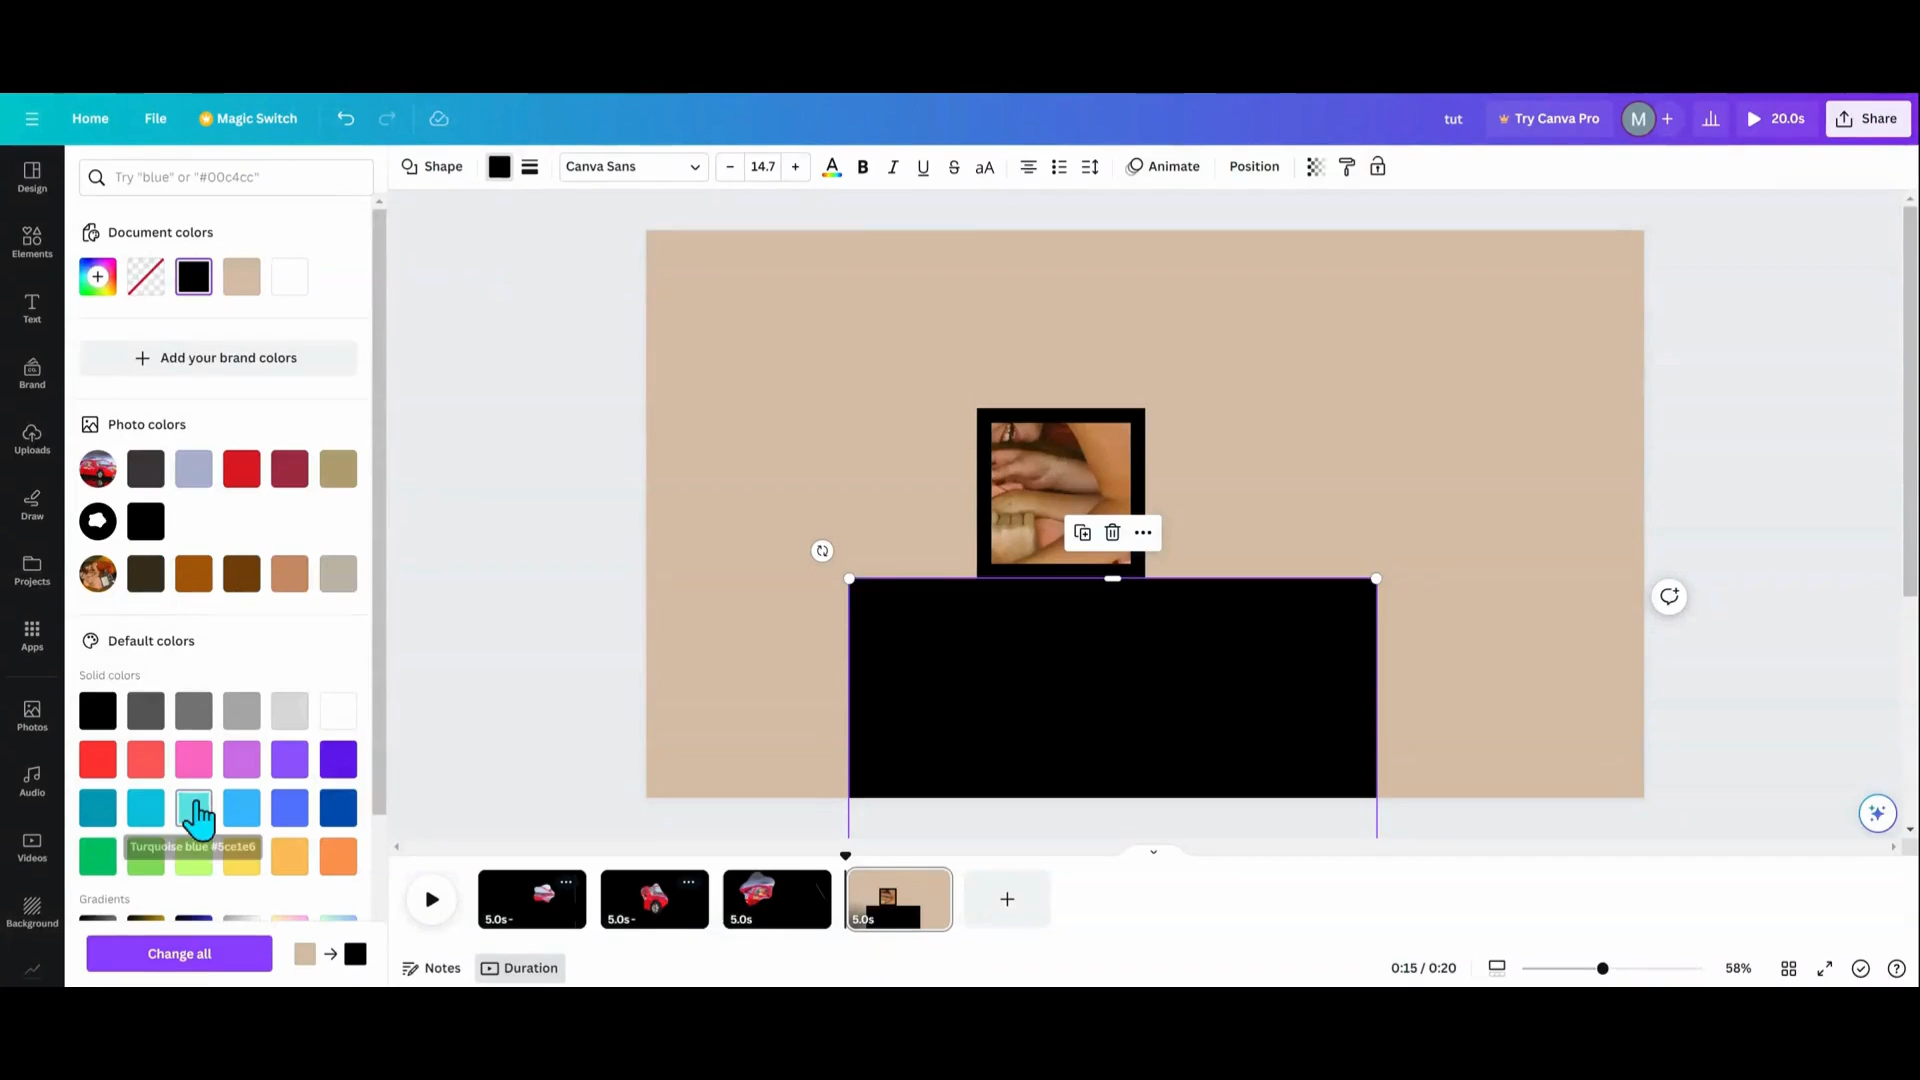 Home File Magic Switch tut Try Canva Pro M + 20.0s Share
Try "blue" or "#00c4cc"
Shape Canva Sans - 14.7 + A B I U S aA Animate Position
Design
Elements
Text
Brand
Uploads
Draw
Projects
Apps
Photos
Audio
Videos
Background
Document colors
+ Add your brand colors
Photo colors
Default colors
Solid colors
Turquoise blue #5ce1e6
Gradients
Change all
5.0s- 5.0s- 5.0s 5.0s +
Notes Duration 0:15 / 0:20 58%